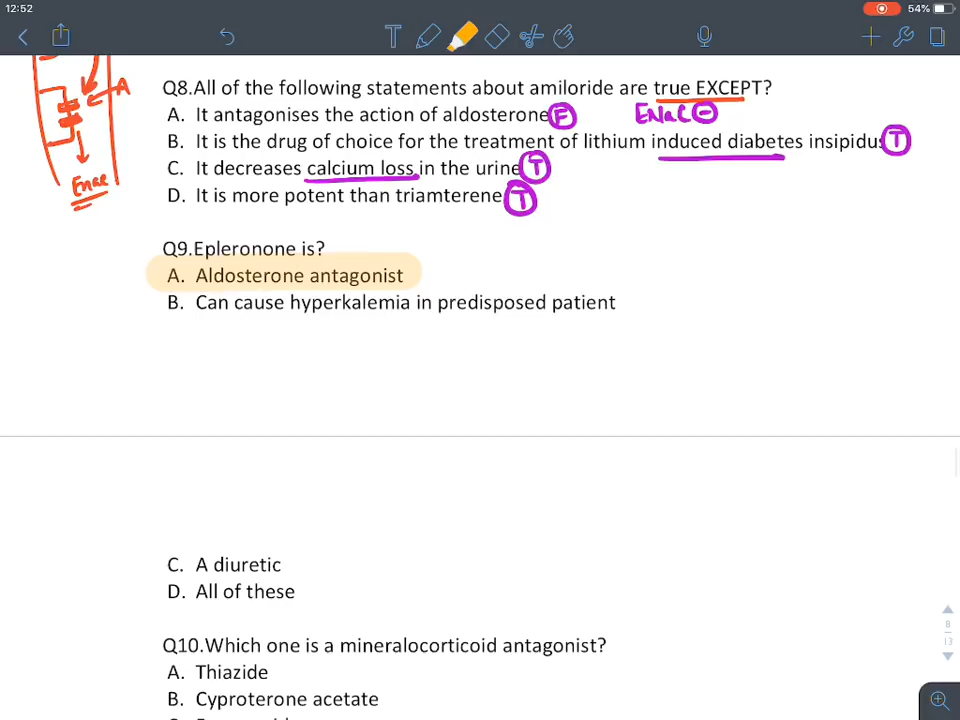 12:52
54%
T
A
Enac
Q8.All of the following statements about amiloride are true EXCEPT?
A. It antagonises the action of aldosterone F ENaC -
B. It is the drug of choice for the treatment of lithium induced diabetes insipidus T
C. It decreases calcium loss in the urine T
D. It is more potent than triamterene T
Q9.Epleronone is?
A. Aldosterone antagonist
B. Can cause hyperkalemia in predisposed patient
C. A diuretic
D. All of these
Q10.Which one is a mineralocorticoid antagonist?
A. Thiazide
B. Cyproterone acetate
8
13